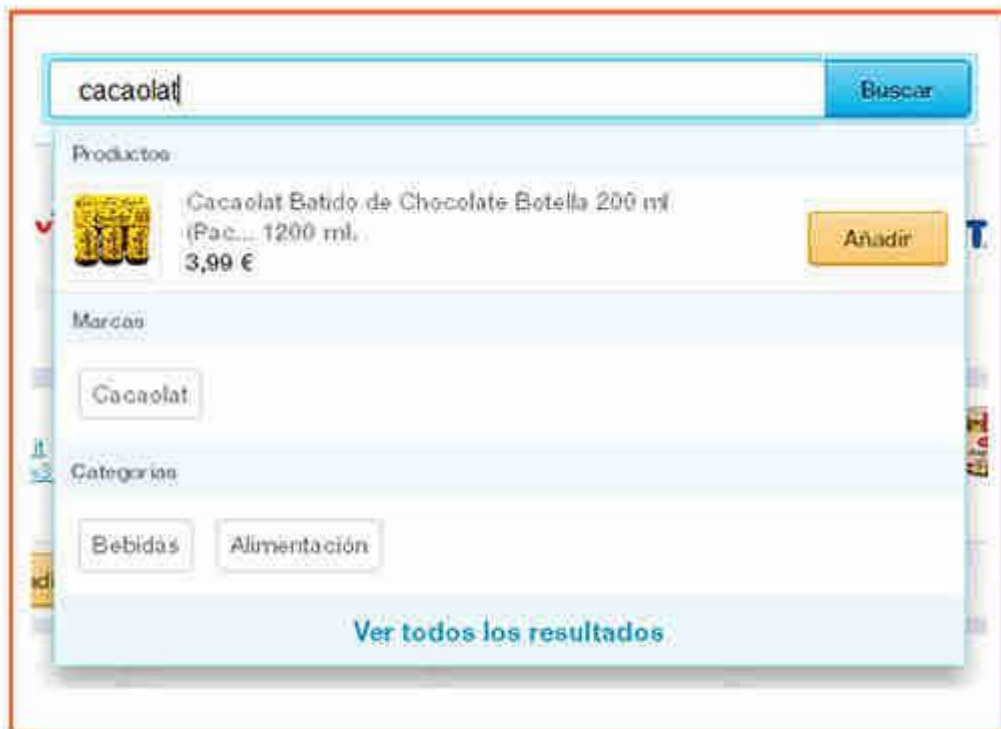 cacaolat
Buscar
Productos
Cacaolat Batido de Chocolate Botella 200 ml
(Pac... 1200 ml.
3,99 €
Añadir
Marcas
Cacaolat
Categorías
Bebidas
Alimentación
Ver todos los resultados